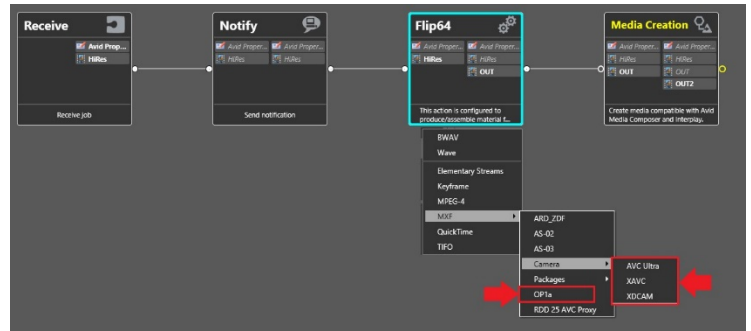 Receive
Avid Prop...
HiRes
Receive job
Notify
Avid Proper... Avid Proper...
HiRes HiRes
Send notification
Flip64
Avid Proper... Avid Proper...
HiRes HiRes
OUT
This action is configured to
produce/assemble material f...
Media Creation
Avid Proper... Avid Proper...
HiRes HiRes
OUT OUT
OUT2
Create media compatible with Avid
Media Composer and Interplay.
BWAV
Wave
Elementary Streams
Keyframe
MPEG-4
MXF
QuickTime
TIFO
ARD_ZDF
AS-02
AS-03
Camera
Packages
OP1a
RDD 25 AVC Proxy
AVC Ultra
XAVC
XDCAM